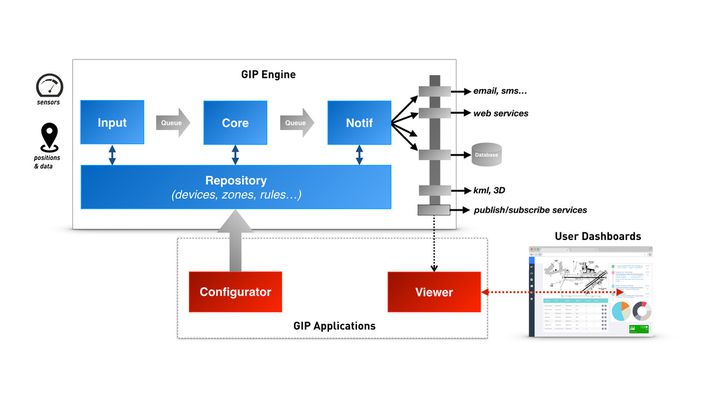 GIP Engine
sensors
positions
& data
Input
Queue
Core
Queue
Notif
Repository
(devices, zones, rules…)
email, sms…
web services
Database
kml, 3D
publish/subscribe services
Configurator
Viewer
GIP Applications
User Dashboards